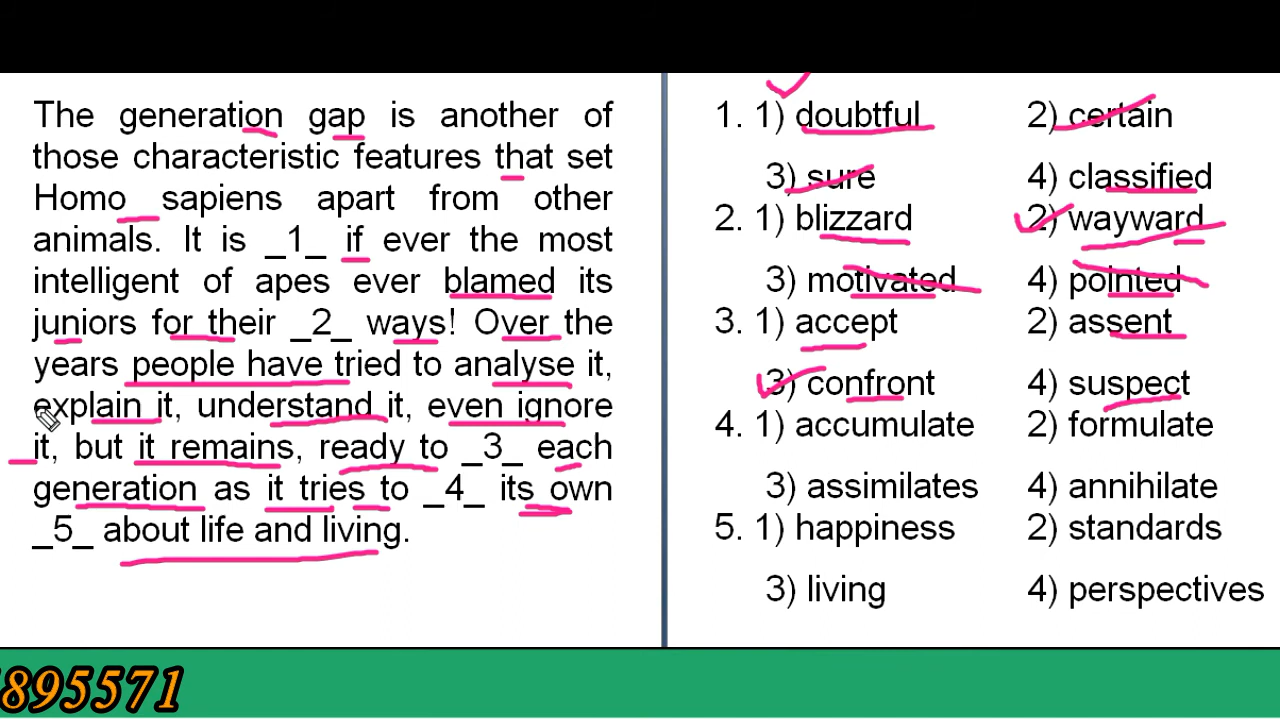 The generation gap is another of
those characteristic features that set
Homo sapiens apart from other
animals. It is _1_ if ever the most
intelligent of apes ever blamed its
juniors for their _2_ ways! Over the
years people have tried to analyse it,
explain it, understand it, even ignore
it, but it remains, ready to _3_ each
generation as it tries to _4_ its own
_5_ about life and living.
1. 1) doubtful 2) certain
3) sure 4) classified
2. 1) blizzard 2) wayward
3) motivated 4) pointed
3. 1) accept 2) assent
3) confront 4) suspect
4. 1) accumulate 2) formulate
3) assimilates 4) annihilate
5. 1) happiness 2) standards
3) living 4) perspectives
895571